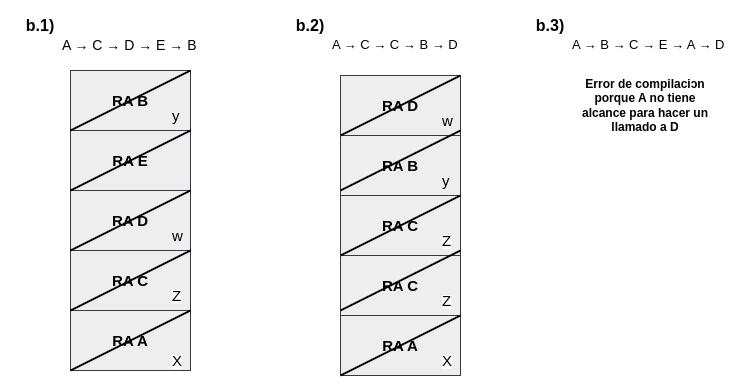 b.1)
A → C → D → E → B
RA B
y
RA E
RA D
w
RA C
Z
RA A
X
b.2)
A → C → C → B → D
RA D
w
RA B
y
RA C
Z
RA C
Z
RA A
X
b.3)
A → B → C → E → A → D
Error de compilacion
porque A no tiene
alcance para hacer un
llamado a D